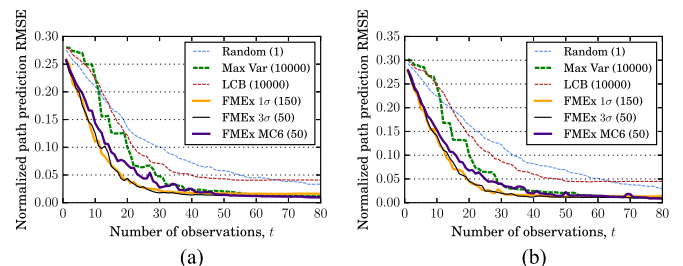 Normalized path prediction RMSE
0.30
0.25
0.20
0.15
0.10
0.05
0.00
Random (1)
Max Var (10000)
LCB (10000)
FMEx 1σ (150)
FMEx 3σ (50)
FMEx MC6 (50)
0 10 20 30 40 50 60 70 80
Number of observations, t
(a)
Normalized path prediction RMSE
0.35
0.30
0.25
0.20
0.15
0.10
0.05
0.00
Random (1)
Max Var (10000)
LCB (10000)
FMEx 1σ (150)
FMEx 3σ (50)
FMEx MC6 (50)
0 10 20 30 40 50 60 70 80
Number of observations, t
(b)